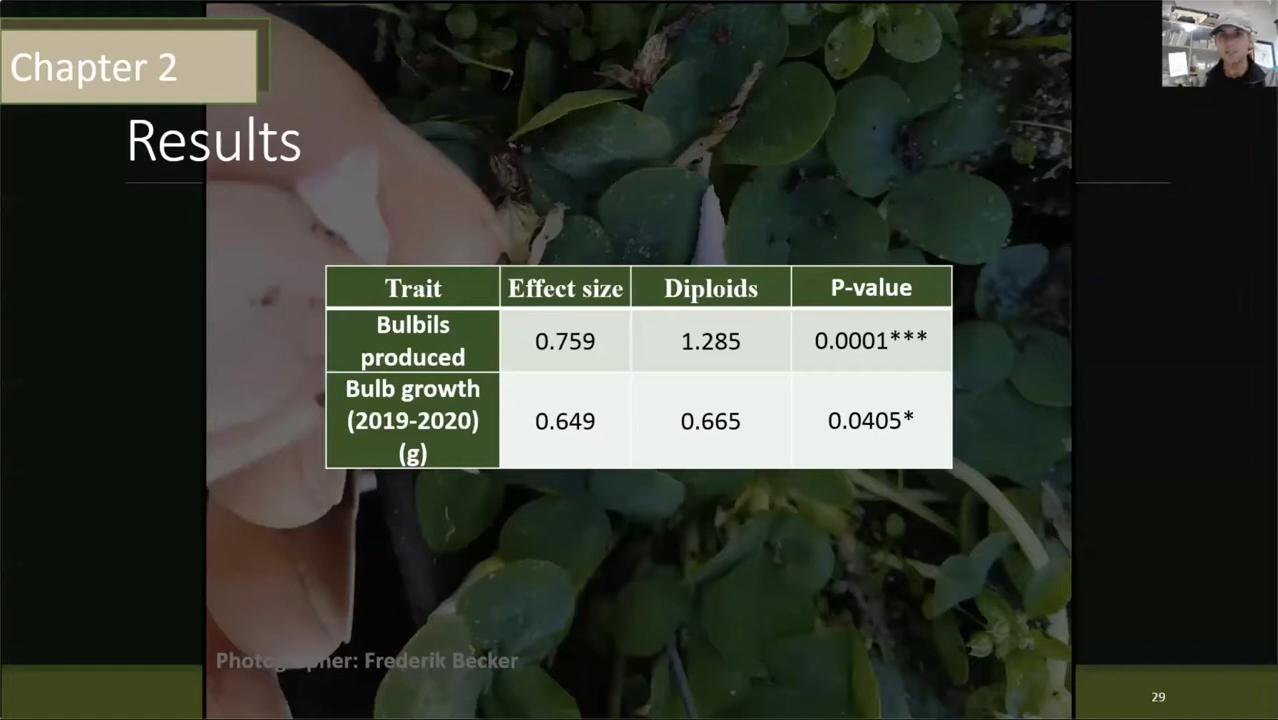 Chapter 2
Results
Trait Effect size Diploids P-value
Bulbils
produced 0.759 1.285 0.0001***
Bulb growth
(2019-2020)
(g) 0.649 0.665 0.0405*
Photographer: Frederik Becker
29